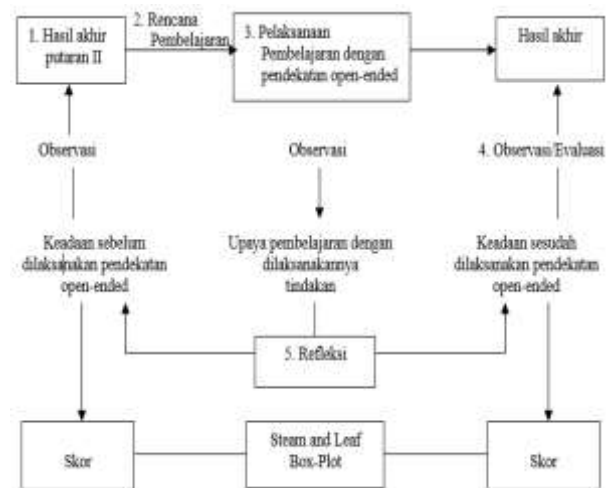 1. Hasil akhir
putaran II
2. Rencana
Pembelajaran
3. Pelaksanaan
Pembelajaran dengan
pendekatan open-ended
Hasil akhir
Observasi
Observasi
4. Observasi/Evaluasi
Keadaan sebelum
dilaksanakan pendekatan
open-ended
Upaya pembelajaran dengan
dilaksanakannya
tindakan
Keadaan sesudah
dilaksanakan pendekatan
open-ended
5. Refleksi
Skor
Steam and Leaf
Box-Plot
Skor